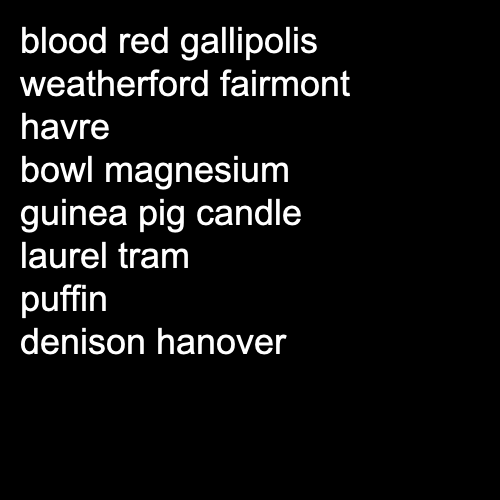 blood red gallipolis
weatherford fairmont
havre
bowl magnesium
guinea pig candle
laurel tram
puffin
denison hanover